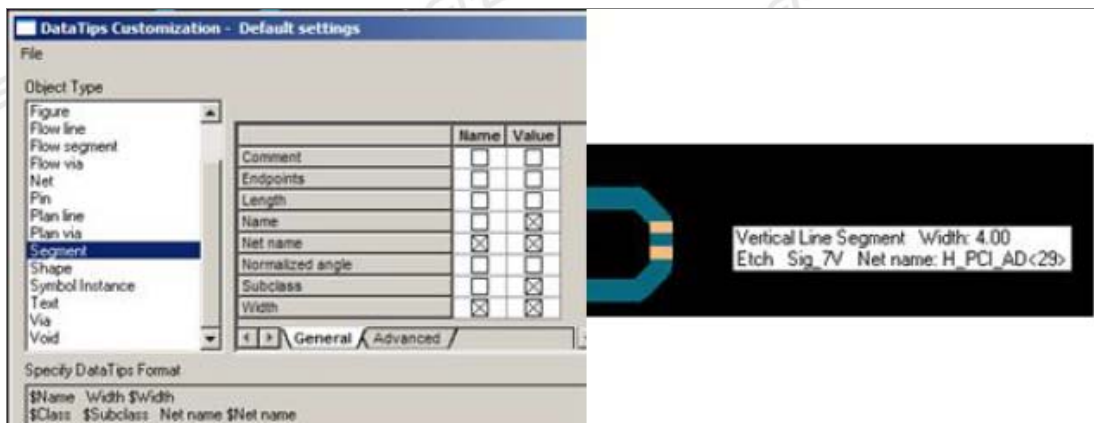 DataTips Customization - Default settings
File
Object Type
Figure
Flow line
Flow segment
Flow via
Net
Pin
Plan line
Plan via
Segment
Shape
Symbol Instance
Text
Via
Void
Name Value
Comment
Endpoints
Length
Name
Net name
Normalized angle
Subclass
Width
General Advanced
Specify DataTips Format
$Name Width $Width
$Class $Subclass Net name $Net name
Vertical Line Segment Width: 4.00
Etch Sig_7V Net name: H_PCI_AD<29>